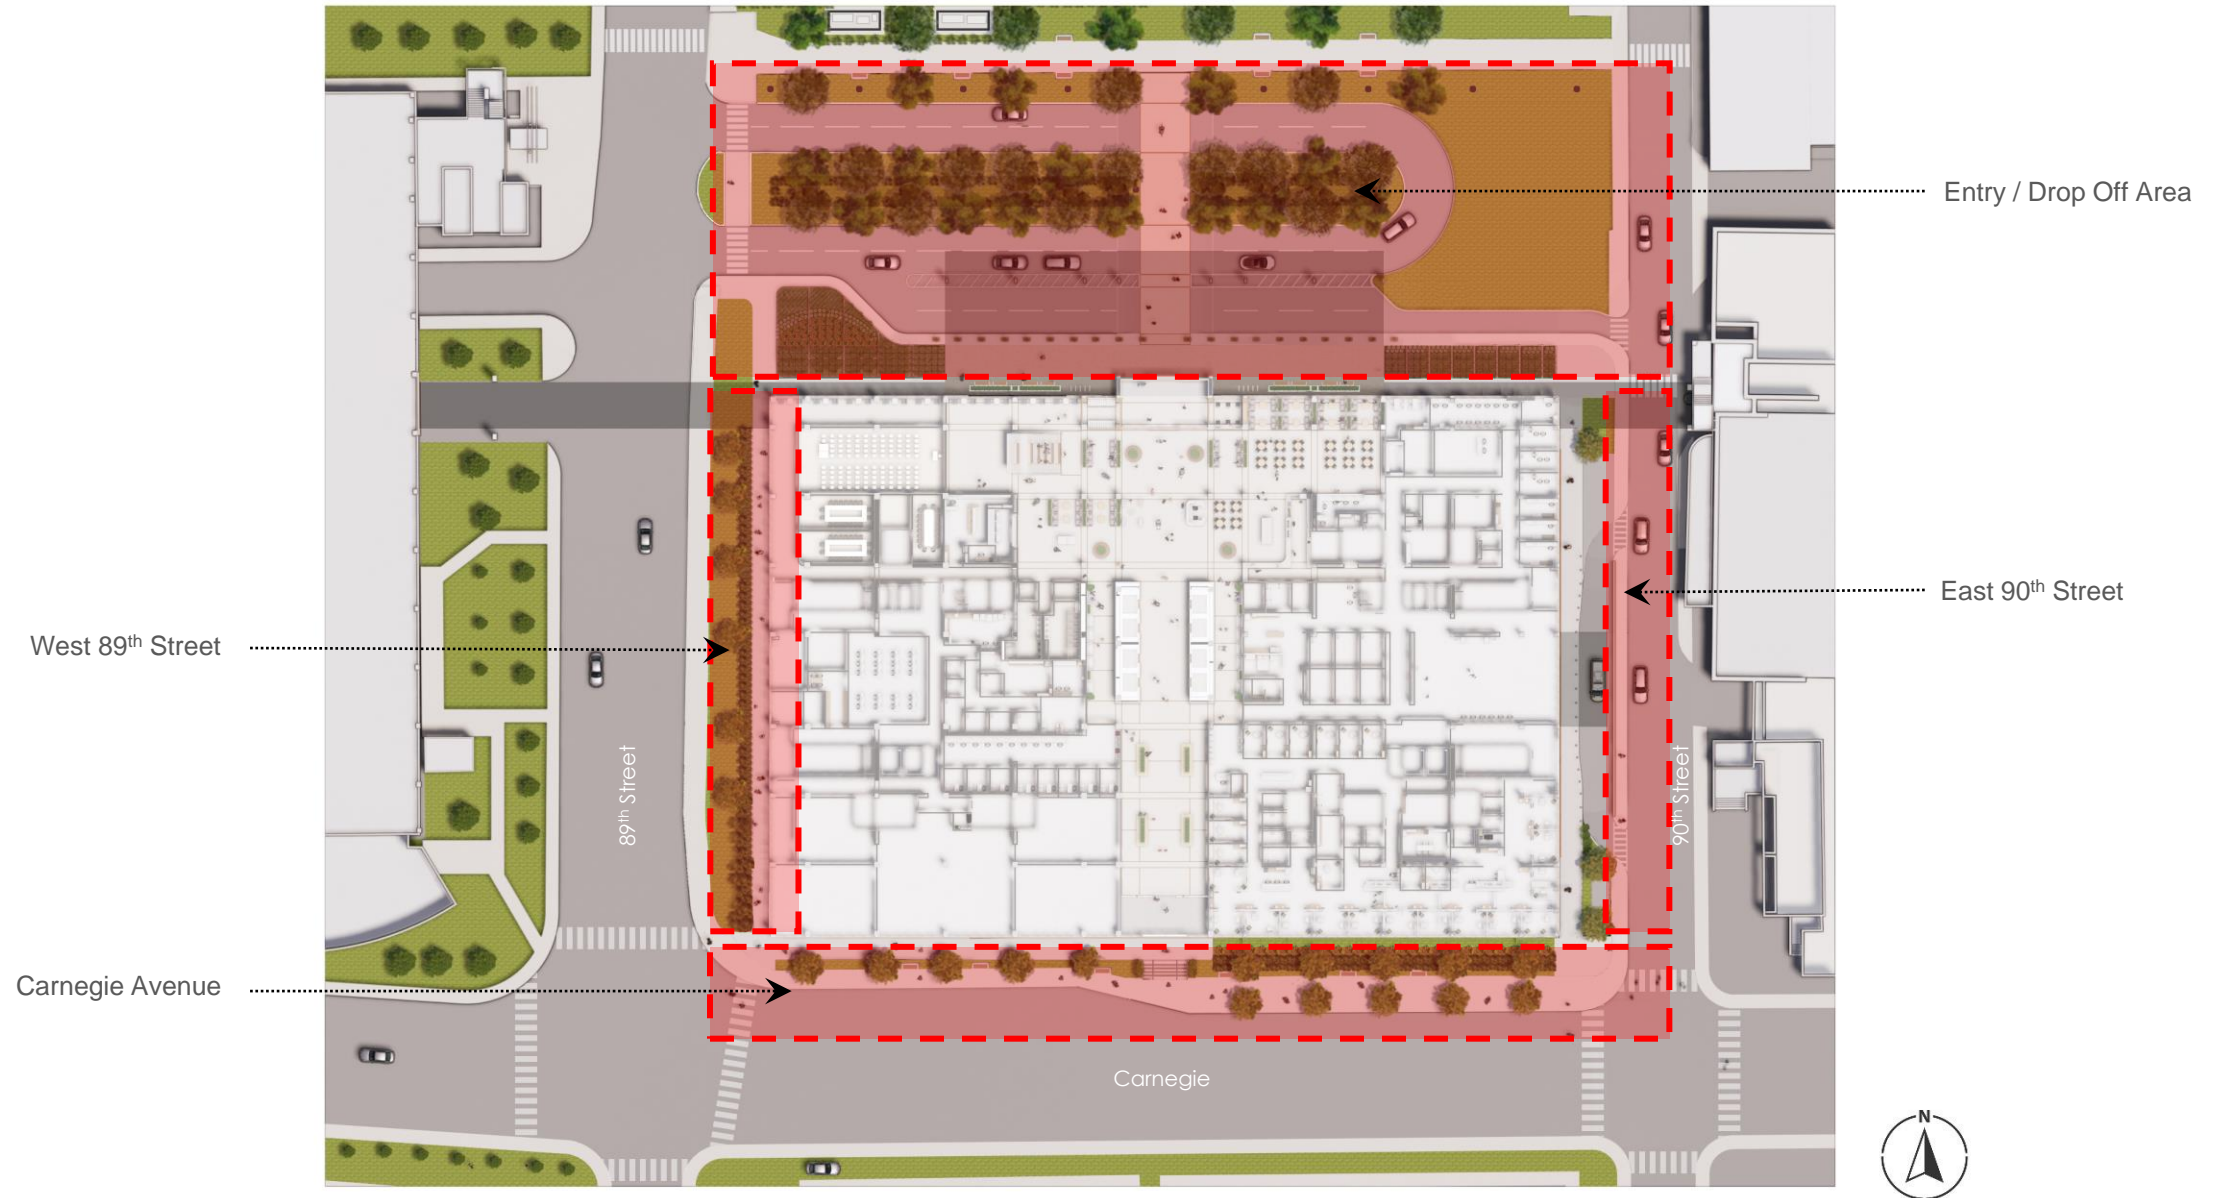 Entry / Drop Off Area
East 90th Street
West 89th Street
89th Street
90th Street
Carnegie Avenue
Carnegie
N